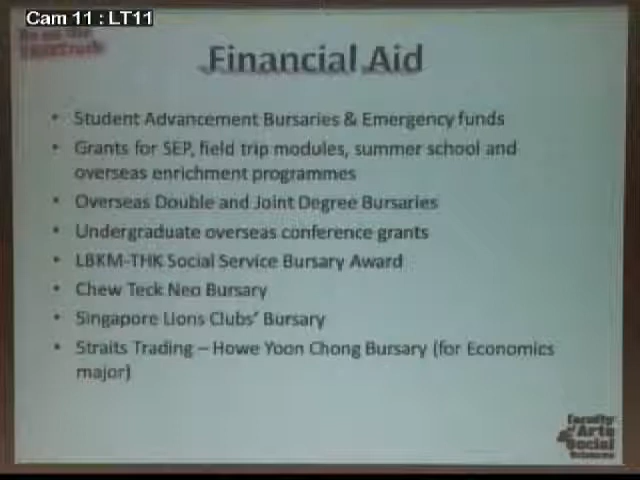 Cam 11 : LT11
Financial Aid
• Student Advancement Bursaries & Emergency funds
• Grants for SEP, field trip modules, summer school and
overseas enrichment programmes
• Overseas Double and Joint Degree Bursaries
• Undergraduate overseas conference grants
• LBKM-THK Social Service Bursary Award
• Chew Teck Neo Bursary
• Singapore Lions Clubs' Bursary
• Straits Trading – Howe Yoon Chong Bursary (for Economics
major)
Faculty
of Arts
Social
Sciences